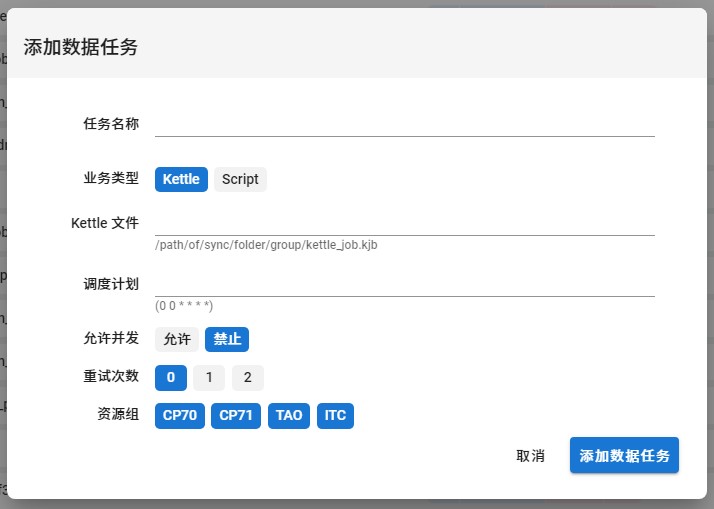 添加数据任务
任务名称
业务类型 Kettle Script
Kettle 文件
/path/of/sync/folder/group/kettle_job.kjb
调度计划
(0 0 * * * *)
允许并发 允许 禁止
重试次数 0 1 2
资源组 CP70 CP71 TAO ITC
取消 添加数据任务